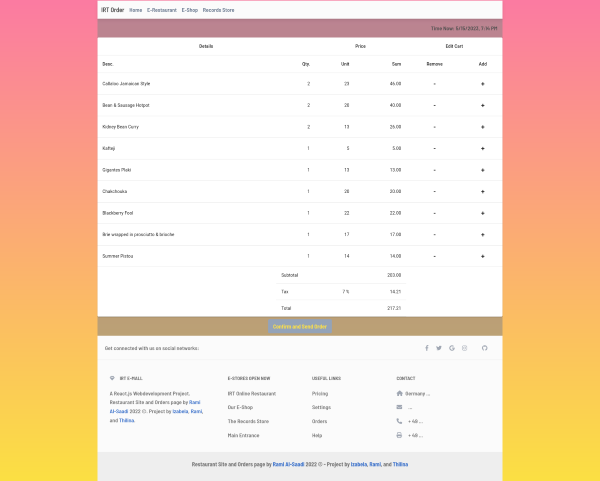 IRT Order Home E-Restaurant E-Shop Records Store
Time Now: 5/15/2022, 7:14 PM
Details Price Edit Cart
Desc. Qty. Unit Sum Remove Add
Callaloo Jamaican Style 2 23 46.00 - +
Bean & Sausage Hotpot 2 20 40.00 - +
Kidney Bean Curry 2 13 26.00 - +
Kafteji 1 5 5.00 - +
Gigantes Plaki 1 13 13.00 - +
Chakchouka 1 20 20.00 - +
Blackberry Fool 1 22 22.00 - +
Brie wrapped in prosciutto & brioche 1 17 17.00 - +
Summer Pistou 1 14 14.00 - +
Subtotal 203.00
Tax 7 % 14.21
Total 217.21
Confirm and Send Order
Get connected with us on social networks:
IRT E-MALL
A React.js Webdevelopment Project.
Restaurant Site and Orders page by Rami
Al-Saadi 2022 ©. Project by Izabela, Rami,
and Thilina.
E-STORES OPEN NOW
IRT Online Restaurant
Our E-Shop
The Records Store
Main Entrance
USEFUL LINKS
Pricing
Settings
Orders
Help
CONTACT
Germany ...
...
+ 48 ...
+ 48 ...
Restaurant Site and Orders page by Rami Al-Saadi 2022 © - Project by Izabela, Rami, and Thilina